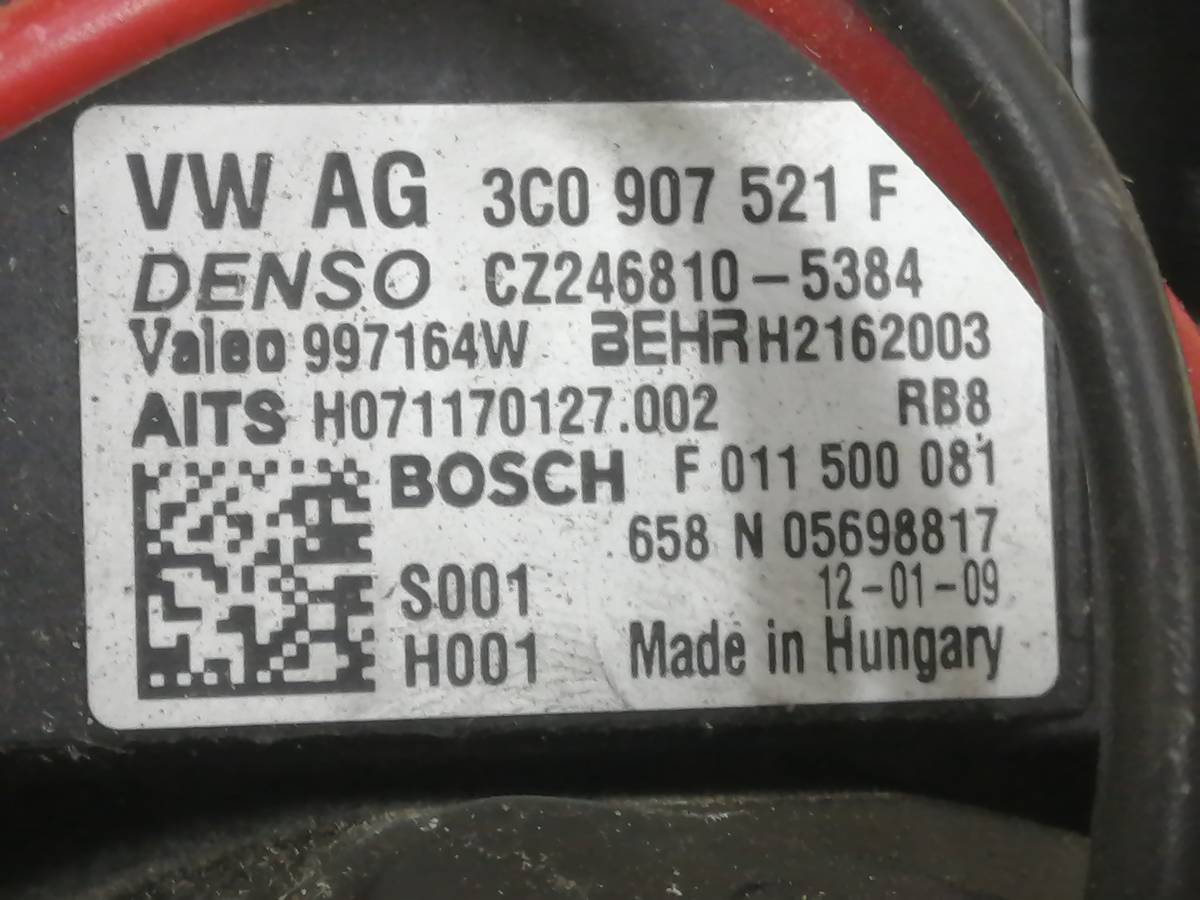 VW AG 3C0 907 521 F
DENSO CZ246810-5384
Valeo 997164W BEHR H2162003
AITS H071170127.002 RB8
BOSCH F 011 500 081
658 N 05698817
S001 12-01-09
H001 Made in Hungary